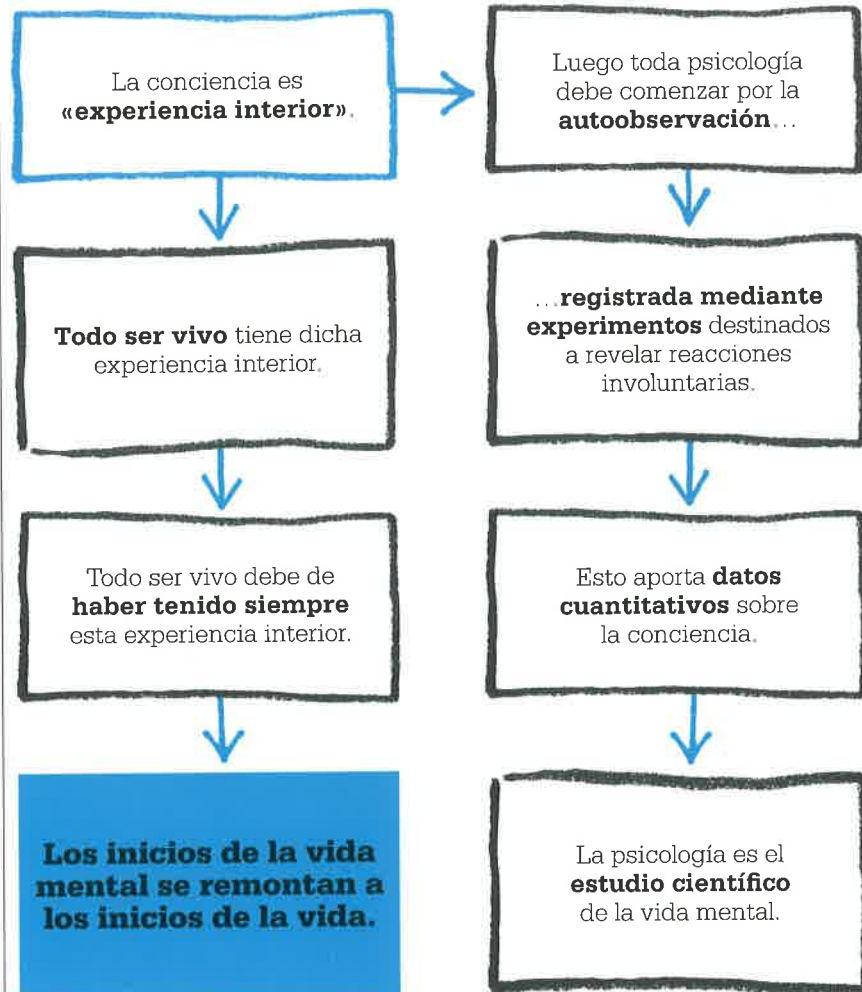 La conciencia es
«experiencia interior».
Luego toda psicología
debe comenzar por la
autoobservación...
Todo ser vivo tiene dicha
experiencia interior.
...registrada mediante
experimentos destinados
a revelar reacciones
involuntarias.
Todo ser vivo debe de
haber tenido siempre
esta experiencia interior.
Esto aporta datos
cuantitativos sobre
la conciencia.
Los inicios de la vida
mental se remontan a
los inicios de la vida.
La psicología es el
estudio científico
de la vida mental.